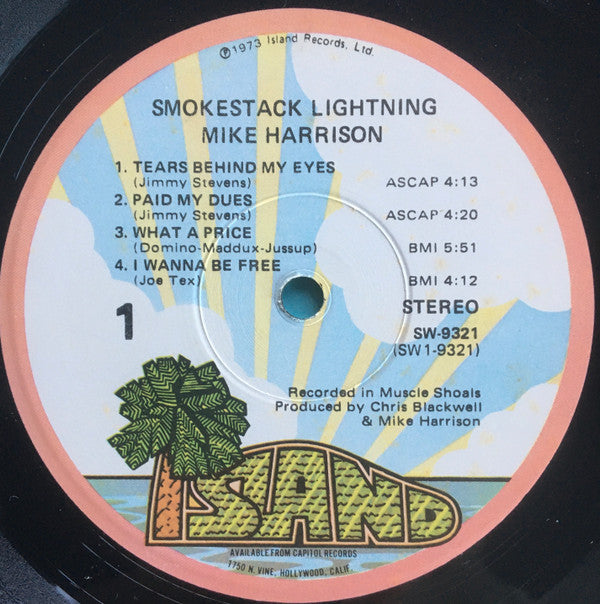 ℗1973 Island Records, Ltd.
SMOKESTACK LIGHTNING
MIKE HARRISON
1. TEARS BEHIND MY EYES
(Jimmy Stevens) ASCAP 4:13
2. PAID MY DUES
(Jimmy Stevens) ASCAP 4:20
3. WHAT A PRICE
(Domino-Maddux-Jussup) BMI 5:51
4. I WANNA BE FREE
(Joe Tex) BMI 4:12
1
STEREO
SW-9321
(SW1-9321)
Recorded in Muscle Shoals
Produced by Chris Blackwell
& Mike Harrison
ISLAND
AVAILABLE FROM CAPITOL RECORDS
1750 N. VINE, HOLLYWOOD, CALIF.